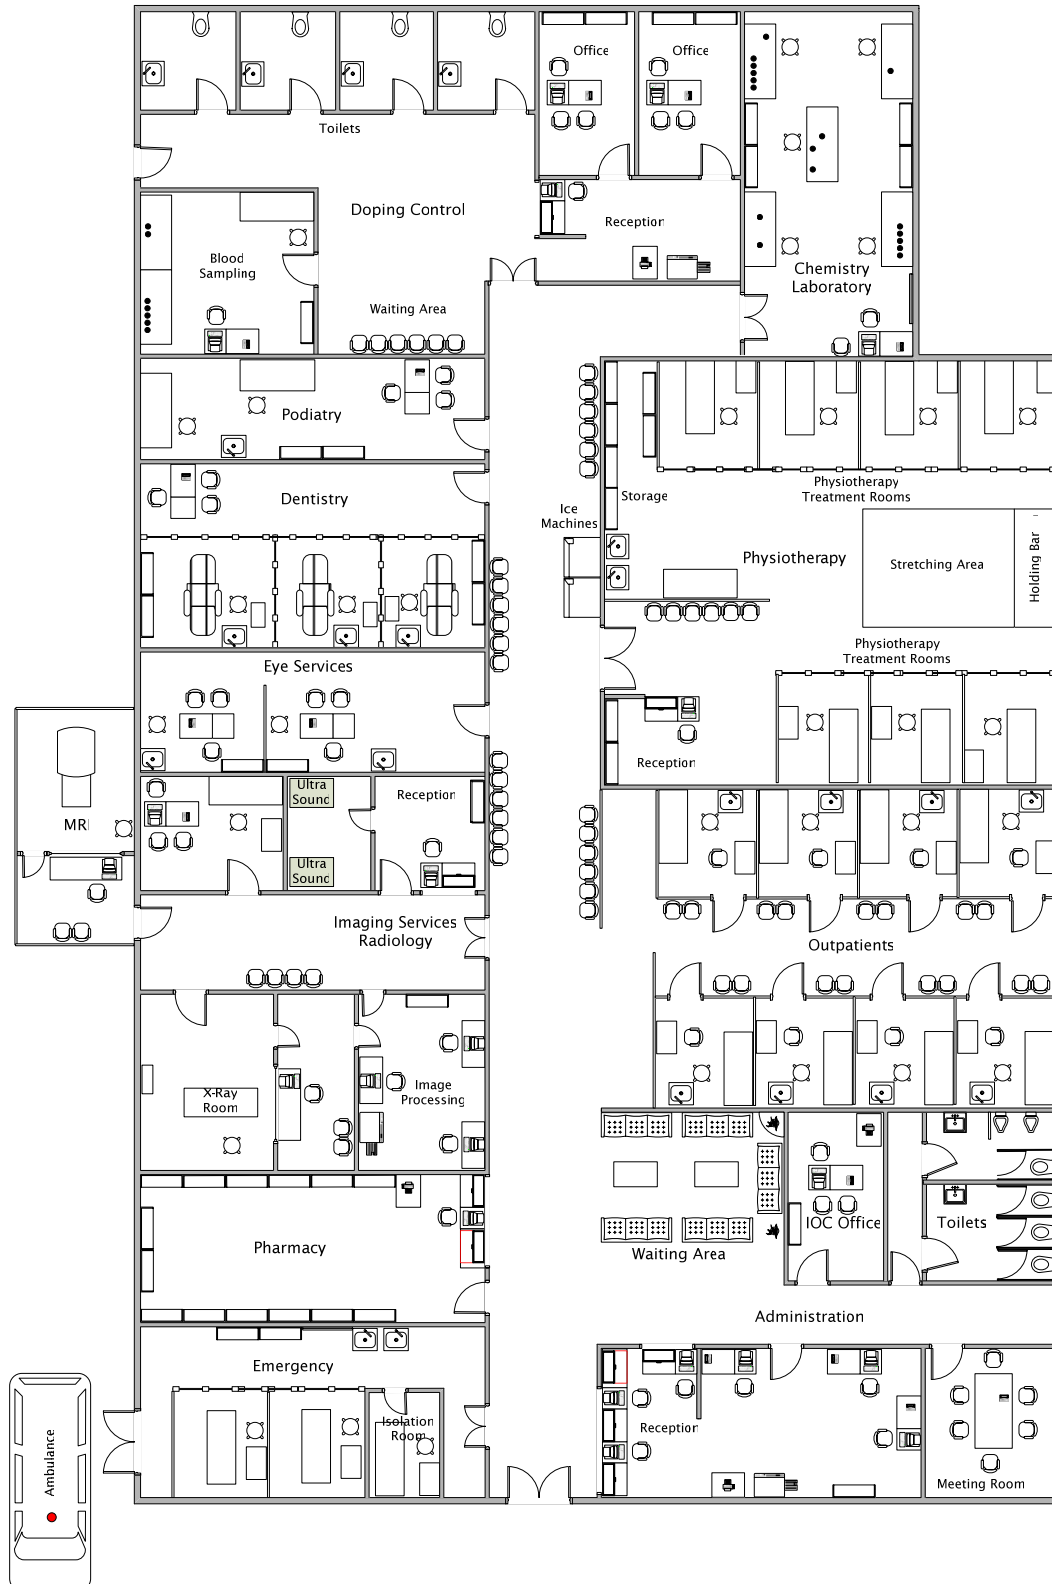 Office
Office
Toilets
Doping Control
Reception
Blood
Sampling
Chemistry
Laboratory
Waiting Area
Podiatry
Physiotherapy
Treatment Rooms
Dentistry
Storage
Ice
Machines
Holding Bar
Physiotherapy
Stretching Area
Physiotherapy
Treatment Rooms
Eye Services
Reception
Ultra
Sound
Reception
MRI
Ultra
Sound
Imaging Services
Radiology
Outpatients
X-Ray
Room
Image
Processing
IOC Office
Toilets
Pharmacy
Waiting Area
Administration
Emergency
Isolation
Room
Reception
Ambulance
Meeting Room